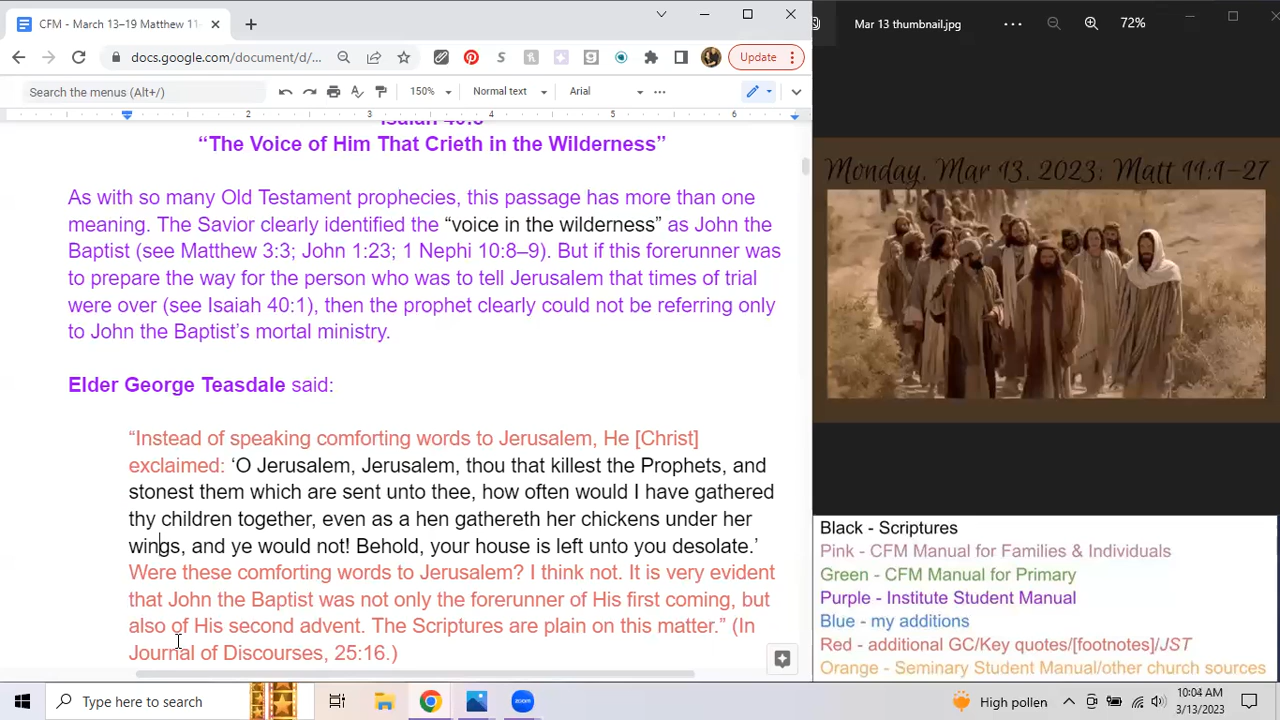 CFM - March 13–19 Matthew 11-
docs.google.com/document/d/...
Update
Search the menus (Alt+/)
150%
Normal text
Arial
2
3
4
5
6
“The Voice of Him That Crieth in the Wilderness”
As with so many Old Testament prophecies, this passage has more than one
meaning. The Savior clearly identified the “voice in the wilderness” as John the
Baptist (see Matthew 3:3; John 1:23; 1 Nephi 10:8–9). But if this forerunner was
to prepare the way for the person who was to tell Jerusalem that times of trial
were over (see Isaiah 40:1), then the prophet clearly could not be referring only
to John the Baptist’s mortal ministry.
Elder George Teasdale said:
“Instead of speaking comforting words to Jerusalem, He [Christ]
exclaimed: ‘O Jerusalem, Jerusalem, thou that killest the Prophets, and
stonest them which are sent unto thee, how often would I have gathered
thy children together, even as a hen gathereth her chickens under her
wings, and ye would not! Behold, your house is left unto you desolate.’
Were these comforting words to Jerusalem? I think not. It is very evident
that John the Baptist was not only the forerunner of His first coming, but
also of His second advent. The Scriptures are plain on this matter.” (In
Journal of Discourses, 25:16.)
Mar 13 thumbnail.jpg
72%
Monday, Mar 13, 2023: Matt 11:1-27
Black - Scriptures
Pink - CFM Manual for Families & Individuals
Green - CFM Manual for Primary
Purple - Institute Student Manual
Blue - my additions
Red - additional GC/Key quotes/[footnotes]/JST
Orange - Seminary Student Manual/other church sources
Type here to search
zoom
High pollen
10:04 AM
3/13/2023